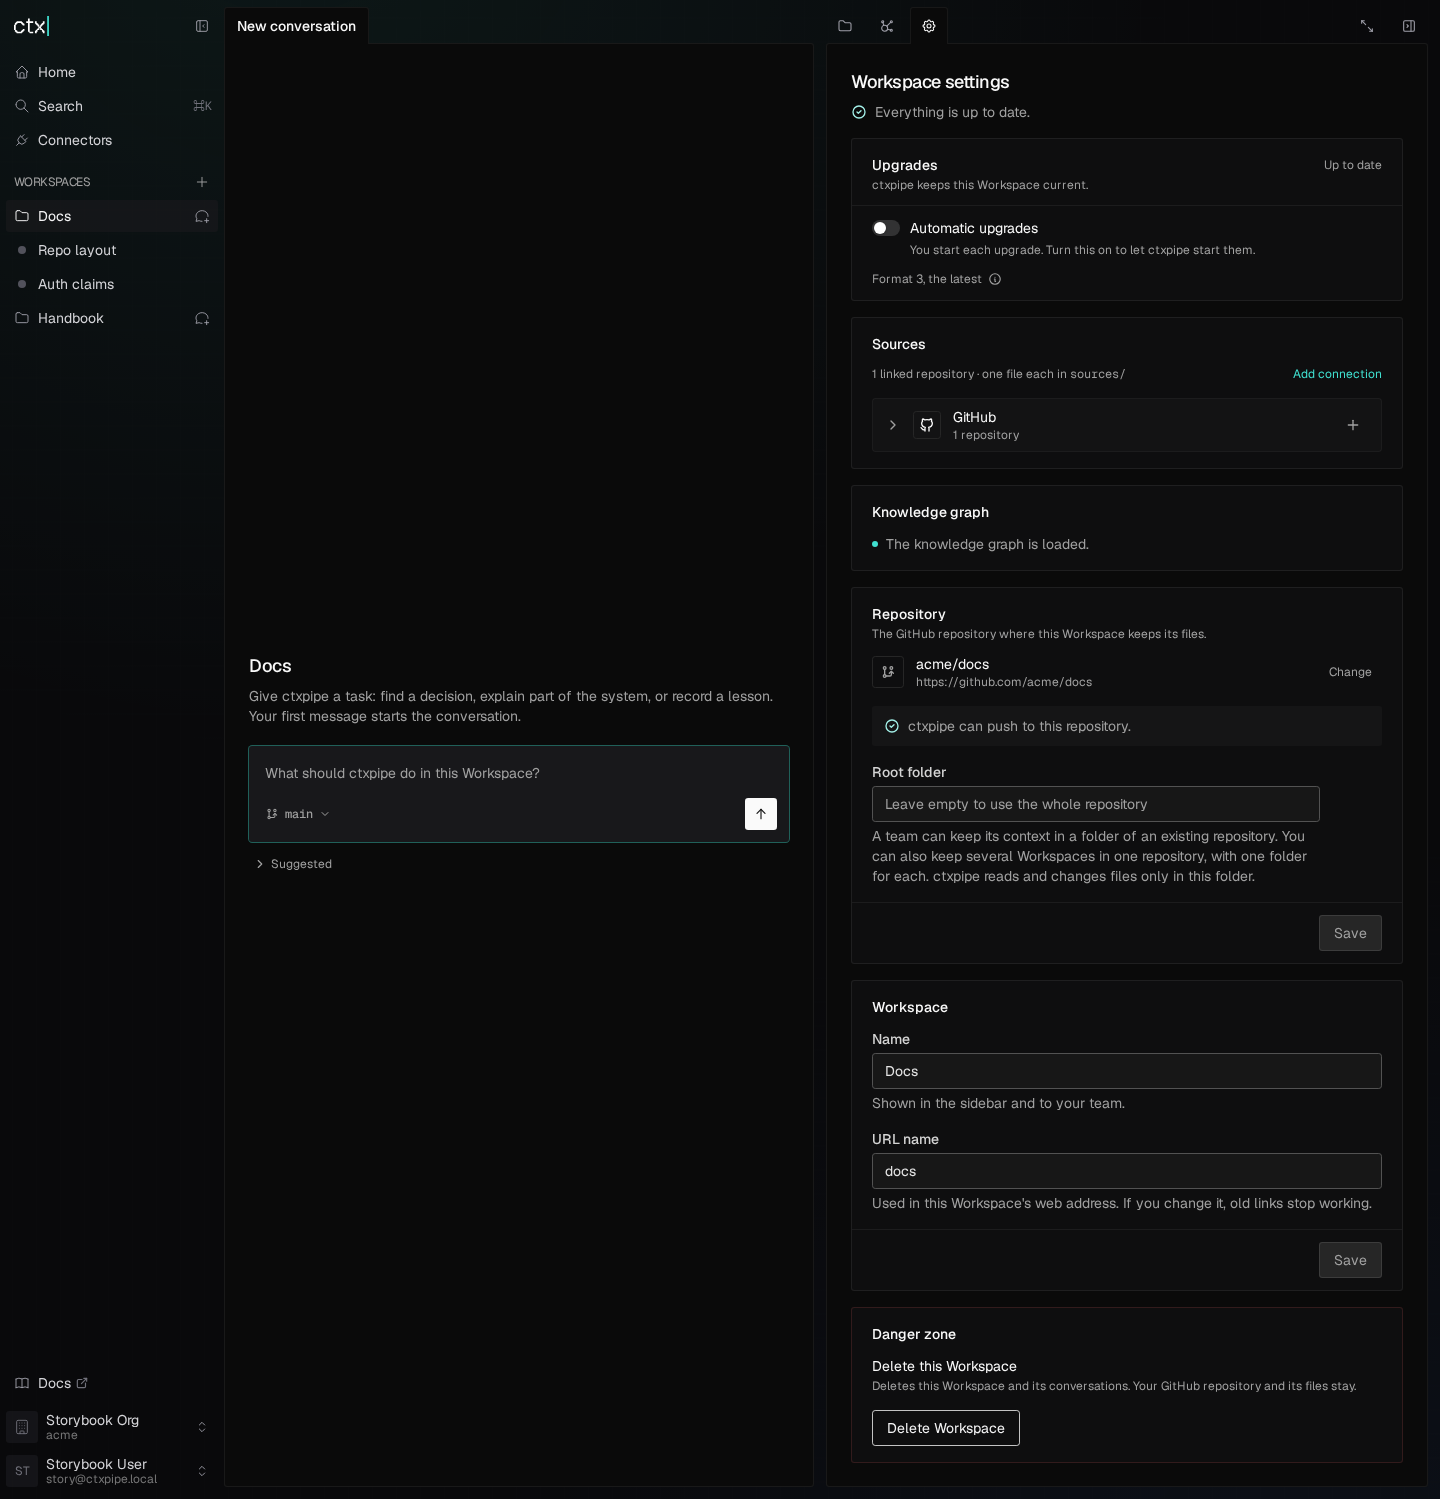 ctx
Home
Search
⌘K
Connectors
WORKSPACES
Docs
Repo layout
Auth claims
Handbook
Docs
Storybook Org
acme
ST
Storybook User
story@ctxpipe.local
New conversation
Docs
Give ctxpipe a task: find a decision, explain part of the system, or record a lesson.
Your first message starts the conversation.
What should ctxpipe do in this Workspace?
main
Suggested
Workspace settings
Everything is up to date.
Upgrades
Up to date
ctxpipe keeps this Workspace current.
Automatic upgrades
You start each upgrade. Turn this on to let ctxpipe start them.
Format 3, the latest
Sources
1 linked repository · one file each in sources/
Add connection
GitHub
1 repository
Knowledge graph
The knowledge graph is loaded.
Repository
The GitHub repository where this Workspace keeps its files.
acme/docs
https://github.com/acme/docs
Change
ctxpipe can push to this repository.
Root folder
Leave empty to use the whole repository
A team can keep its context in a folder of an existing repository. You
can also keep several Workspaces in one repository, with one folder
for each. ctxpipe reads and changes files only in this folder.
Save
Workspace
Name
Docs
Shown in the sidebar and to your team.
URL name
docs
Used in this Workspace's web address. If you change it, old links stop working.
Save
Danger zone
Delete this Workspace
Deletes this Workspace and its conversations. Your GitHub repository and its files stay.
Delete Workspace